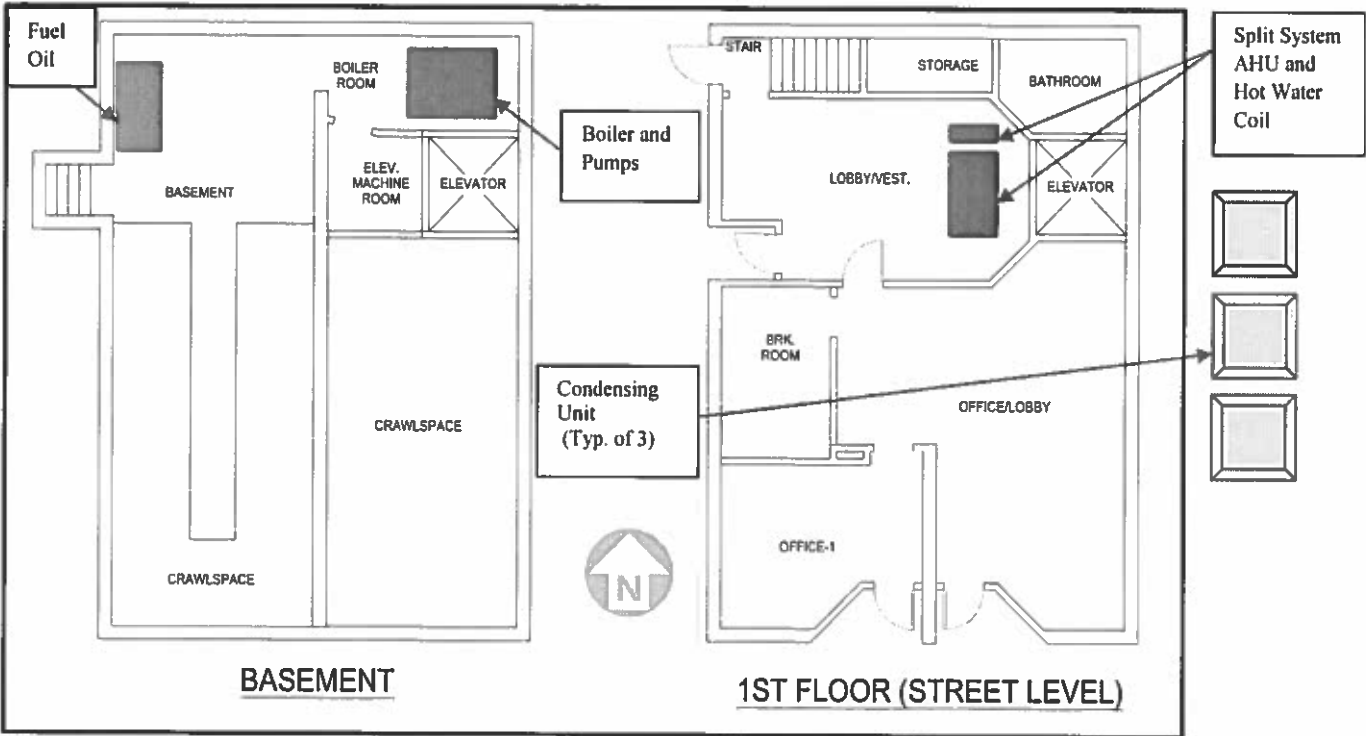 Fuel
Oil
BOILER
ROOM
Boiler and
Pumps
BASEMENT
ELEV.
MACHINE
ROOM
ELEVATOR
CRAWLSPACE
CRAWLSPACE
BASEMENT
STAIR
STORAGE
BATHROOM
Split System
AHU and
Hot Water
Coil
LOBBY/VEST.
ELEVATOR
BRK.
ROOM
Condensing
Unit
(Typ. of 3)
OFFICE/LOBBY
OFFICE-1
N
1ST FLOOR (STREET LEVEL)